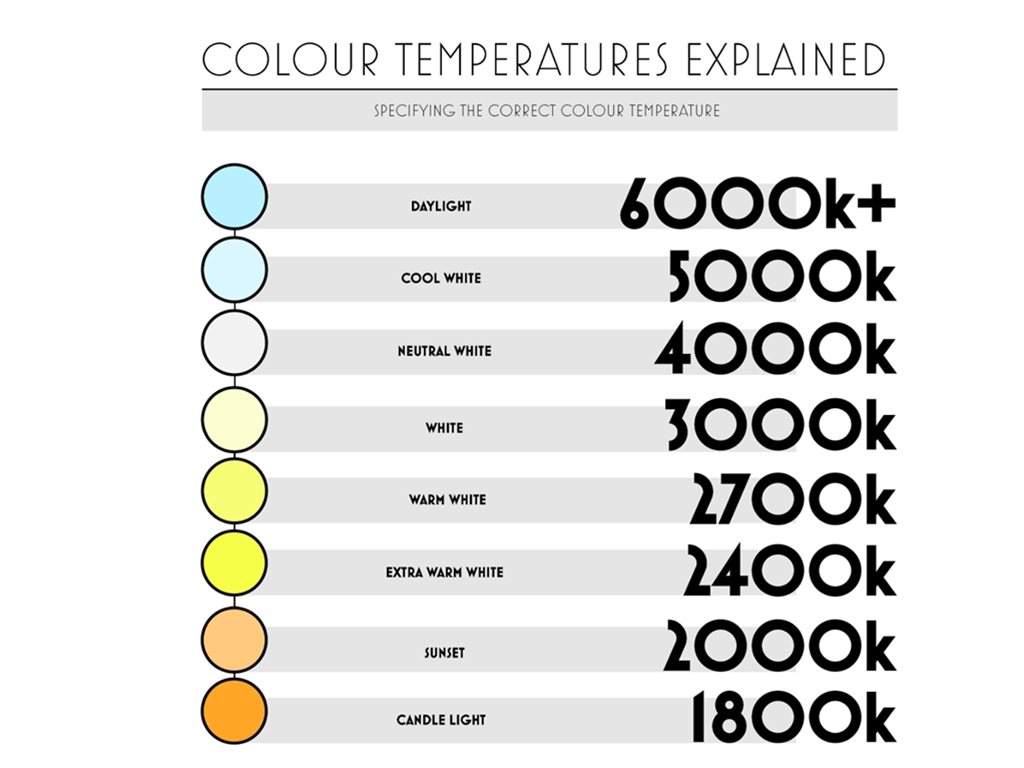 COLOUR TEMPERATURES EXPLAINED
SPECIFYING THE CORRECT COLOUR TEMPERATURE
DAYLIGHT 6000k+
COOL WHITE 5000k
NEUTRAL WHITE 4000k
WHITE 3000k
WARM WHITE 2700k
EXTRA WARM WHITE 2400k
SUNSET 2000k
CANDLE LIGHT 1800k